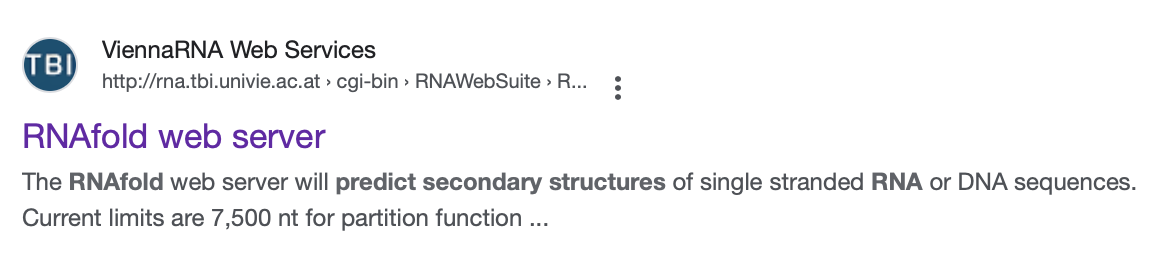 TBI
ViennaRNA Web Services
http://rna.tbi.univie.ac.at › cgi-bin › RNAWebSuite › R...
RNAfold web server
The RNAfold web server will predict secondary structures of single stranded RNA or DNA sequences.
Current limits are 7,500 nt for partition function ...